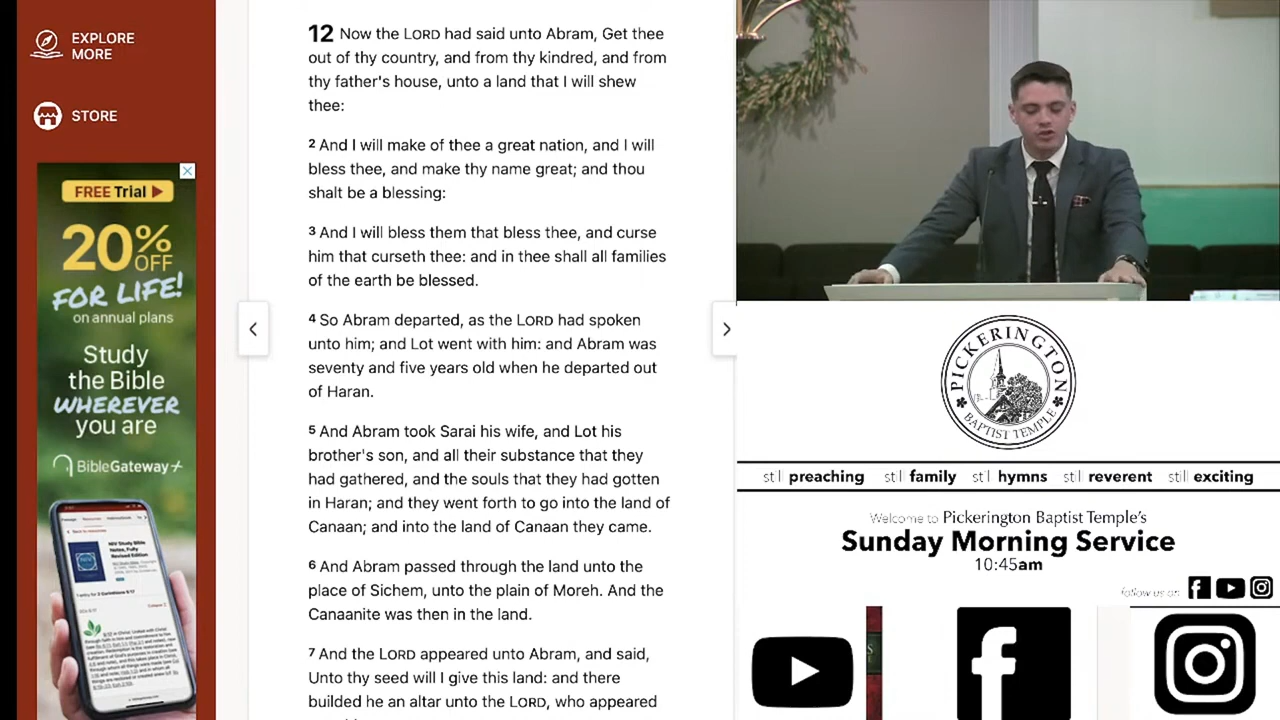 EXPLORE
MORE
STORE
FREE Trial
20%
OFF
FOR LIFE!
on annual plans
Study
the Bible
WHEREVER
you are
BibleGateway+
12 Now the LORD had said unto Abram, Get thee
out of thy country, and from thy kindred, and from
thy father's house, unto a land that I will shew
thee:
2 And I will make of thee a great nation, and I will
bless thee, and make thy name great; and thou
shalt be a blessing:
3 And I will bless them that bless thee, and curse
him that curseth thee: and in thee shall all families
of the earth be blessed.
4 So Abram departed, as the LORD had spoken
unto him; and Lot went with him: and Abram was
seventy and five years old when he departed out
of Haran.
5 And Abram took Sarai his wife, and Lot his
brother's son, and all their substance that they
had gathered, and the souls that they had gotten
in Haran; and they went forth to go into the land of
Canaan; and into the land of Canaan they came.
6 And Abram passed through the land unto the
place of Sichem, unto the plain of Moreh. And the
Canaanite was then in the land.
7 And the LORD appeared unto Abram, and said,
Unto thy seed will I give this land: and there
builded he an altar unto the LORD, who appeared
PICKERINGTON
BAPTIST TEMPLE
still preaching still family still hymns still reverent still exciting
Welcome to Pickerington Baptist Temple's
Sunday Morning Service
10:45am
follow us on